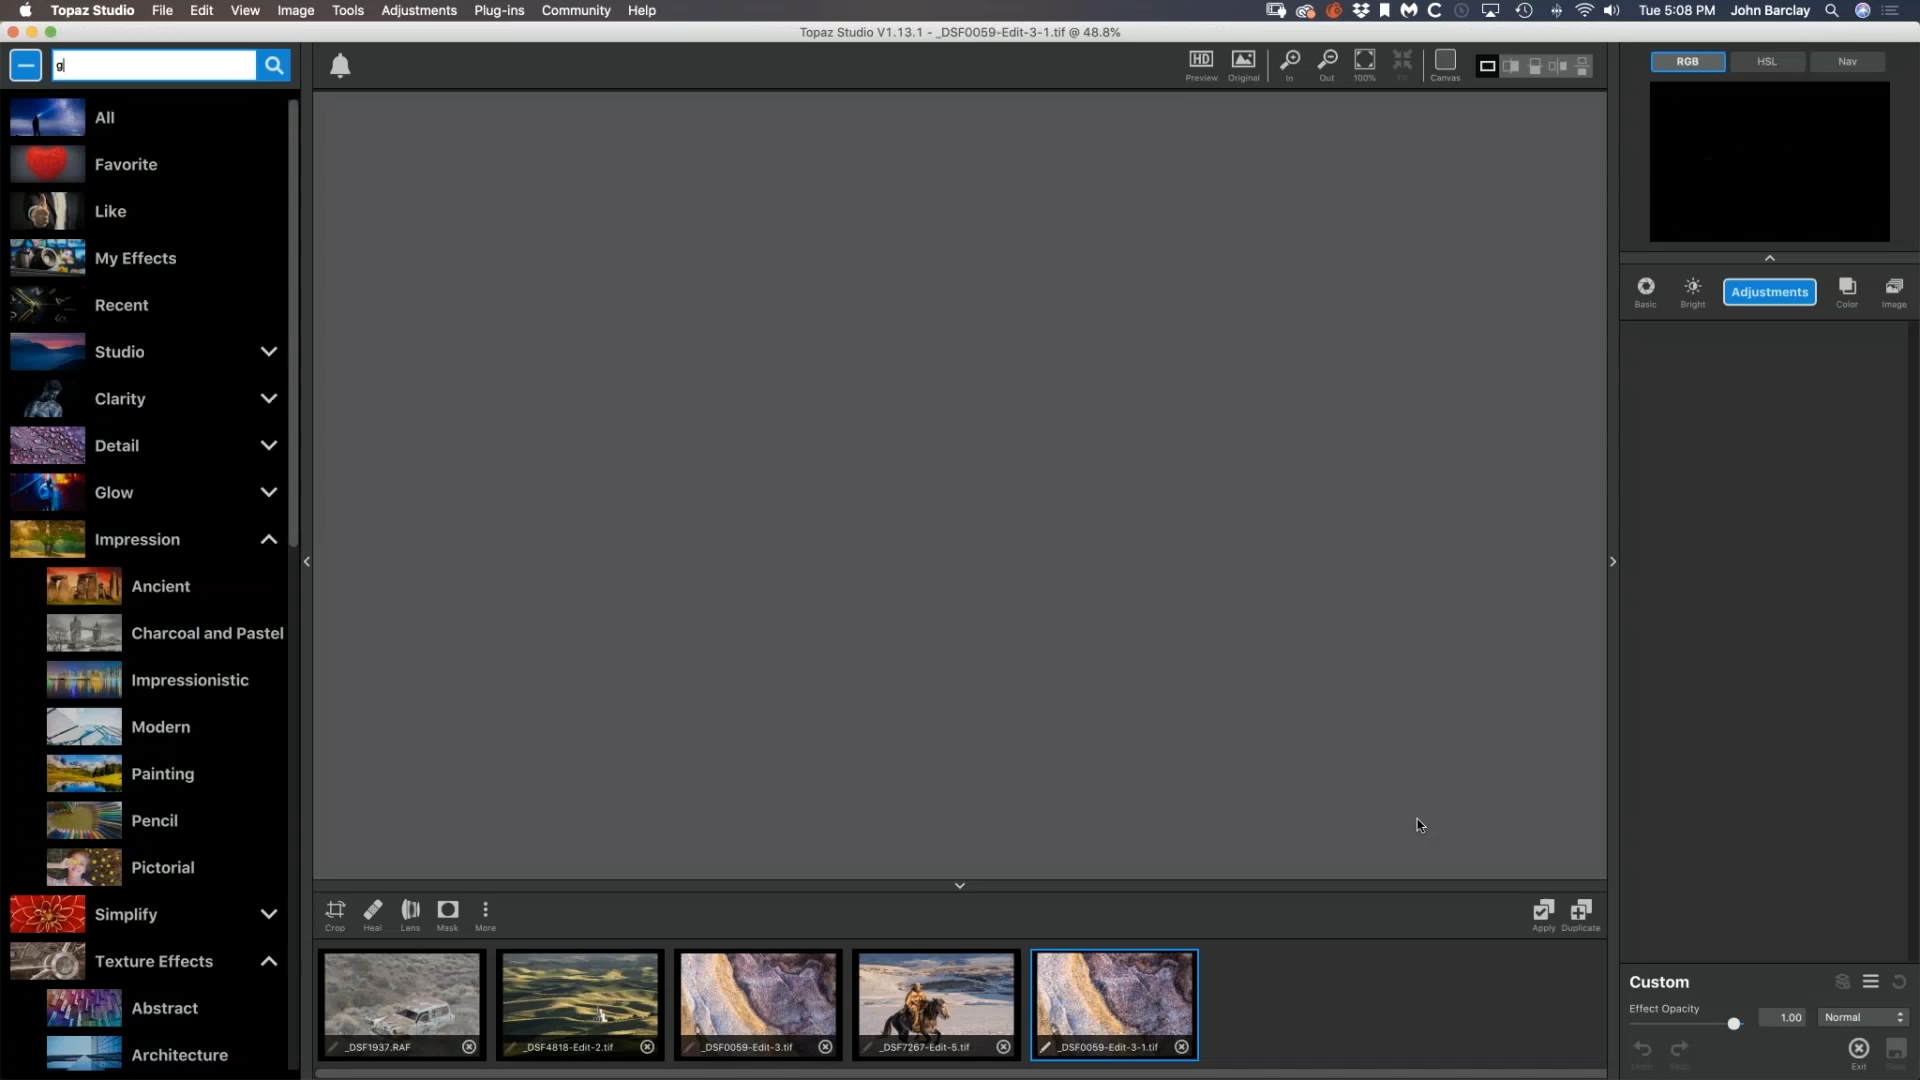 Topaz Studio File Edit View Image Tools Adjustments Plug-ins Community Help Tue 5:08 PM John Barclay
Topaz Studio V1.13.1 - _DSF0059-Edit-3-1.tif @ 48.8%
g
Preview Original In Out 100% Fit Canvas
HD
RGB HSL Nav
All
Favorite
Like
My Effects
Recent
Studio
Clarity
Detail
Glow
Impression
Ancient
Charcoal and Pastel
Impressionistic
Modern
Painting
Pencil
Pictorial
Simplify
Texture Effects
Abstract
Architecture
Basic Bright Adjustments Color Image
Crop Heal Lens Mask More Apply Duplicate
_DSF1937.RAF _DSF4818-Edit-2.tif _DSF0059-Edit-3.tif _DSF7267-Edit-5.tif _DSF0059-Edit-3-1.tif
Custom
Effect Opacity 1.00 Normal
Undo Redo Exit